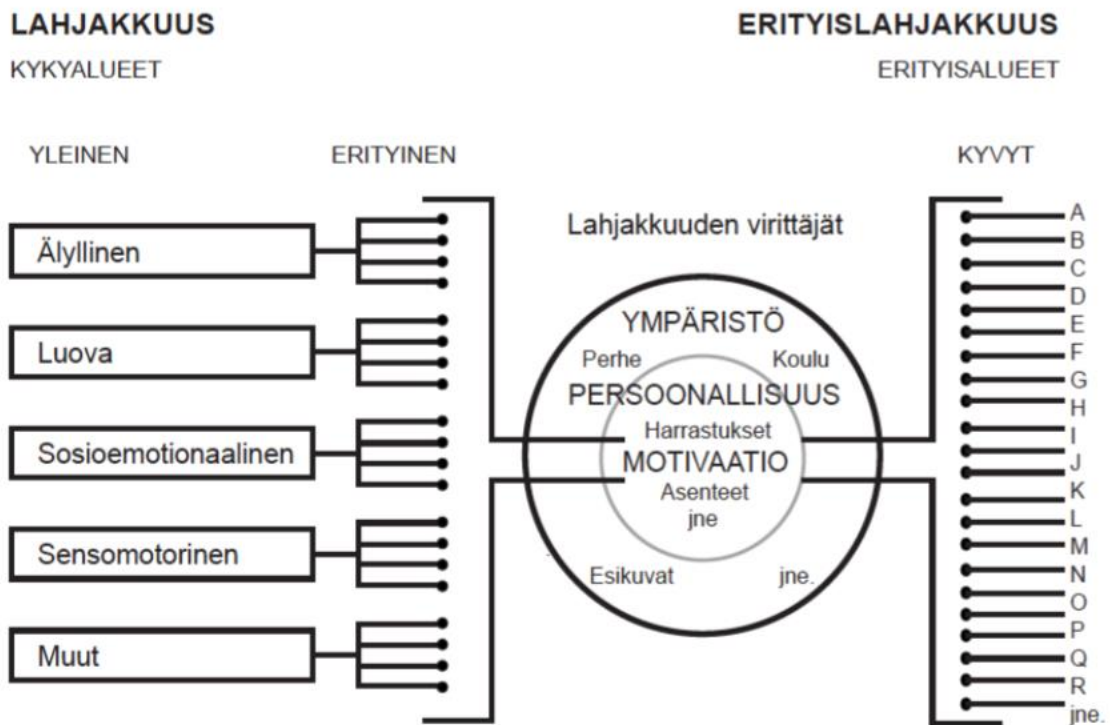 LAHJAKKUUS
KYKYALUEET
YLEINEN
ERITYINEN
Älyllinen
Luova
Sosioemotionaalinen
Sensomotorinen
Muut
Lahjakkuuden virittäjät
YMPÄRISTÖ
Perhe Koulu
PERSOONALLISUUS
Harrastukset
MOTIVAATIO
Asenteet
jne
Esikuvat jne.
ERITYISLAHJAKKUUS
ERITYISALUEET
KYVYT
A
B
C
D
E
F
G
H
I
J
K
L
M
N
O
P
Q
R
jne.